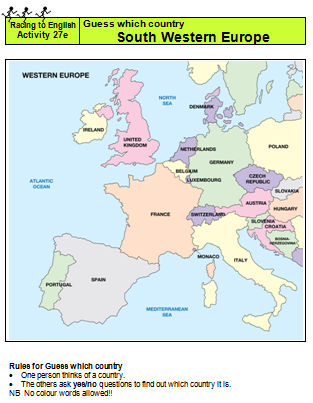 Racing to English
Activity 27e
Guess which country
South Western Europe
WESTERN EUROPE
NORTH
SEA
DENMARK
IRELAND
UNITED
KINGDOM
NETHERLANDS
POLAND
GERMANY
BELGIUM
LUXEMBOURG
CZECH
REPUBLIC
ATLANTIC
OCEAN
SLOVAKIA
AUSTRIA
HUNGARY
FRANCE
SWITZERLAND
SLOVENIA
CROATIA
BOSNIA-
HERZEGOVINA
MONACO
ITALY
PORTUGAL
SPAIN
MEDITERRANEAN
SEA
Rules for Guess which country
• One person thinks of a country.
• The others ask yes/no questions to find out which country it is.
NB No colour words allowed!!